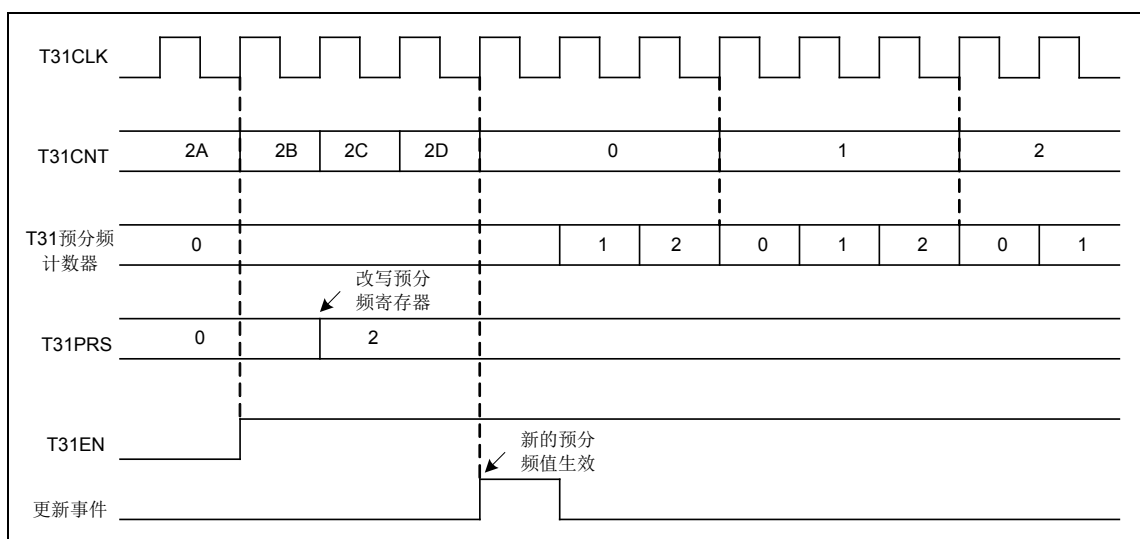 T31CLK
T31CNT
2A
2B
2C
2D
0
1
2
T31预分频
计数器
0
1
2
0
1
2
0
1
改写预分
频寄存器
T31PRS
0
2
T31EN
新的预分
频值生效
更新事件